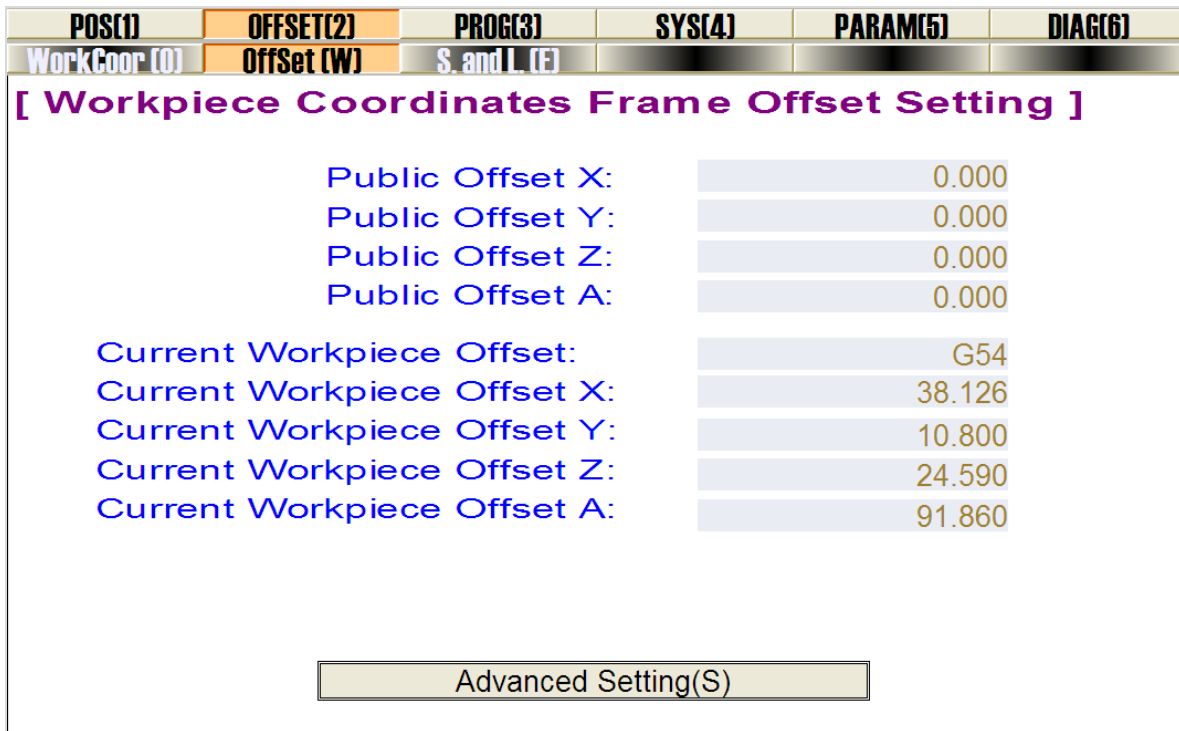 POS(1) OFFSET(2) PROG(3) SYS(4) PARAM(5) DIAG(6)
WorkCoor (O) OffSet (W) S. and L. (E)
[ Workpiece Coordinates Frame Offset Setting ]
Public Offset X: 0.000
Public Offset Y: 0.000
Public Offset Z: 0.000
Public Offset A: 0.000
Current Workpiece Offset: G54
Current Workpiece Offset X: 38.126
Current Workpiece Offset Y: 10.800
Current Workpiece Offset Z: 24.590
Current Workpiece Offset A: 91.860
Advanced Setting(S)